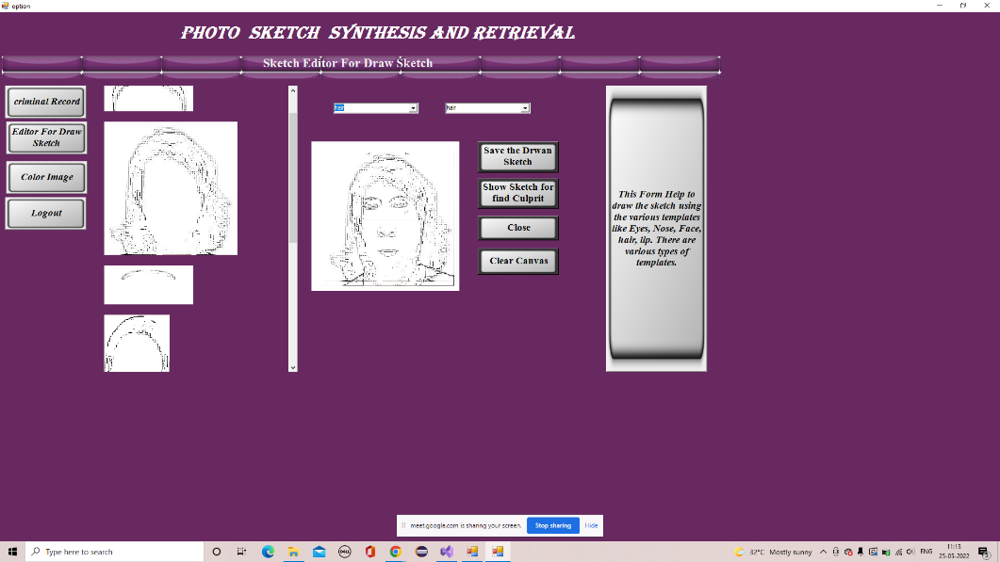 option
PHOTO SKETCH SYNTHESIS AND RETRIEVAL
Sketch Editor For Draw Sketch
criminal Record
Editor For Draw
Sketch
Color Image
Logout
hair
hair
Save the Drwan
Sketch
Show Sketch for
find Culprit
Close
Clear Canvas
This Form Help to
draw the sketch using
the various templates
like Eyes, Nose, Face,
hair, lip. There are
various types of
templates.
meet.google.com is sharing your screen.
Stop sharing
Hide
Type here to search
DELL
32°C Mostly sunny
ENG
11:13
25-05-2022